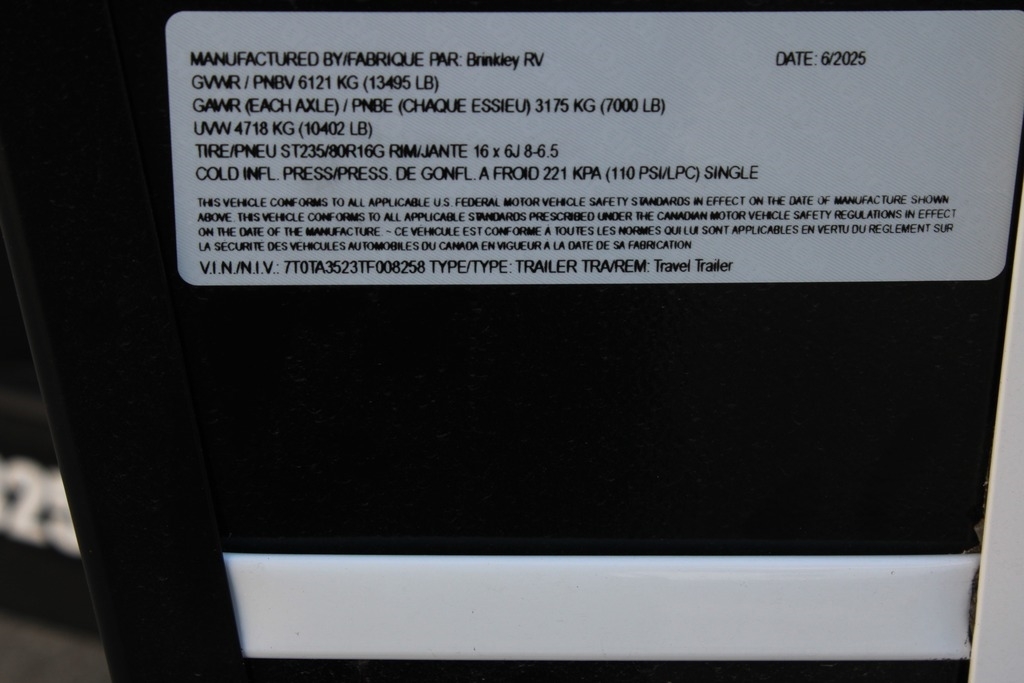 MANUFACTURED BY/FABRIQUE PAR: Brinkley RV DATE: 6/2025
GVWR / PNBV 6121 KG (13495 LB)
GAWR (EACH AXLE) / PNBE (CHAQUE ESSIEU) 3175 KG (7000 LB)
UVW 4718 KG (10402 LB)
TIRE/PNEU ST235/80R16G RIM/JANTE 16 x 6J 8-6.5
COLD INFL. PRESS/PRESS. DE GONFL. A FROID 221 KPA (110 PSI/LPC) SINGLE
THIS VEHICLE CONFORMS TO ALL APPLICABLE U.S. FEDERAL MOTOR VEHICLE SAFETY STANDARDS IN EFFECT ON THE DATE OF MANUFACTURE SHOWN
ABOVE. THIS VEHICLE CONFORMS TO ALL APPLICABLE STANDARDS PRESCRIBED UNDER THE CANADIAN MOTOR VEHICLE SAFETY REGULATIONS IN EFFECT
ON THE DATE OF THE MANUFACTURE. ~ CE VEHICULE EST CONFORME A TOUTES LES NORMES QUI LUI SONT APPLICABLES EN VERTU DU REGLEMENT SUR
LA SECURITE DES VEHICULES AUTOMOBILES DU CANADA EN VIGUEUR A LA DATE DE SA FABRICATION
V.I.N./N.I.V.: 7T0TA3523TF008258 TYPE/TYPE: TRAILER TRA/REM: Travel Trailer